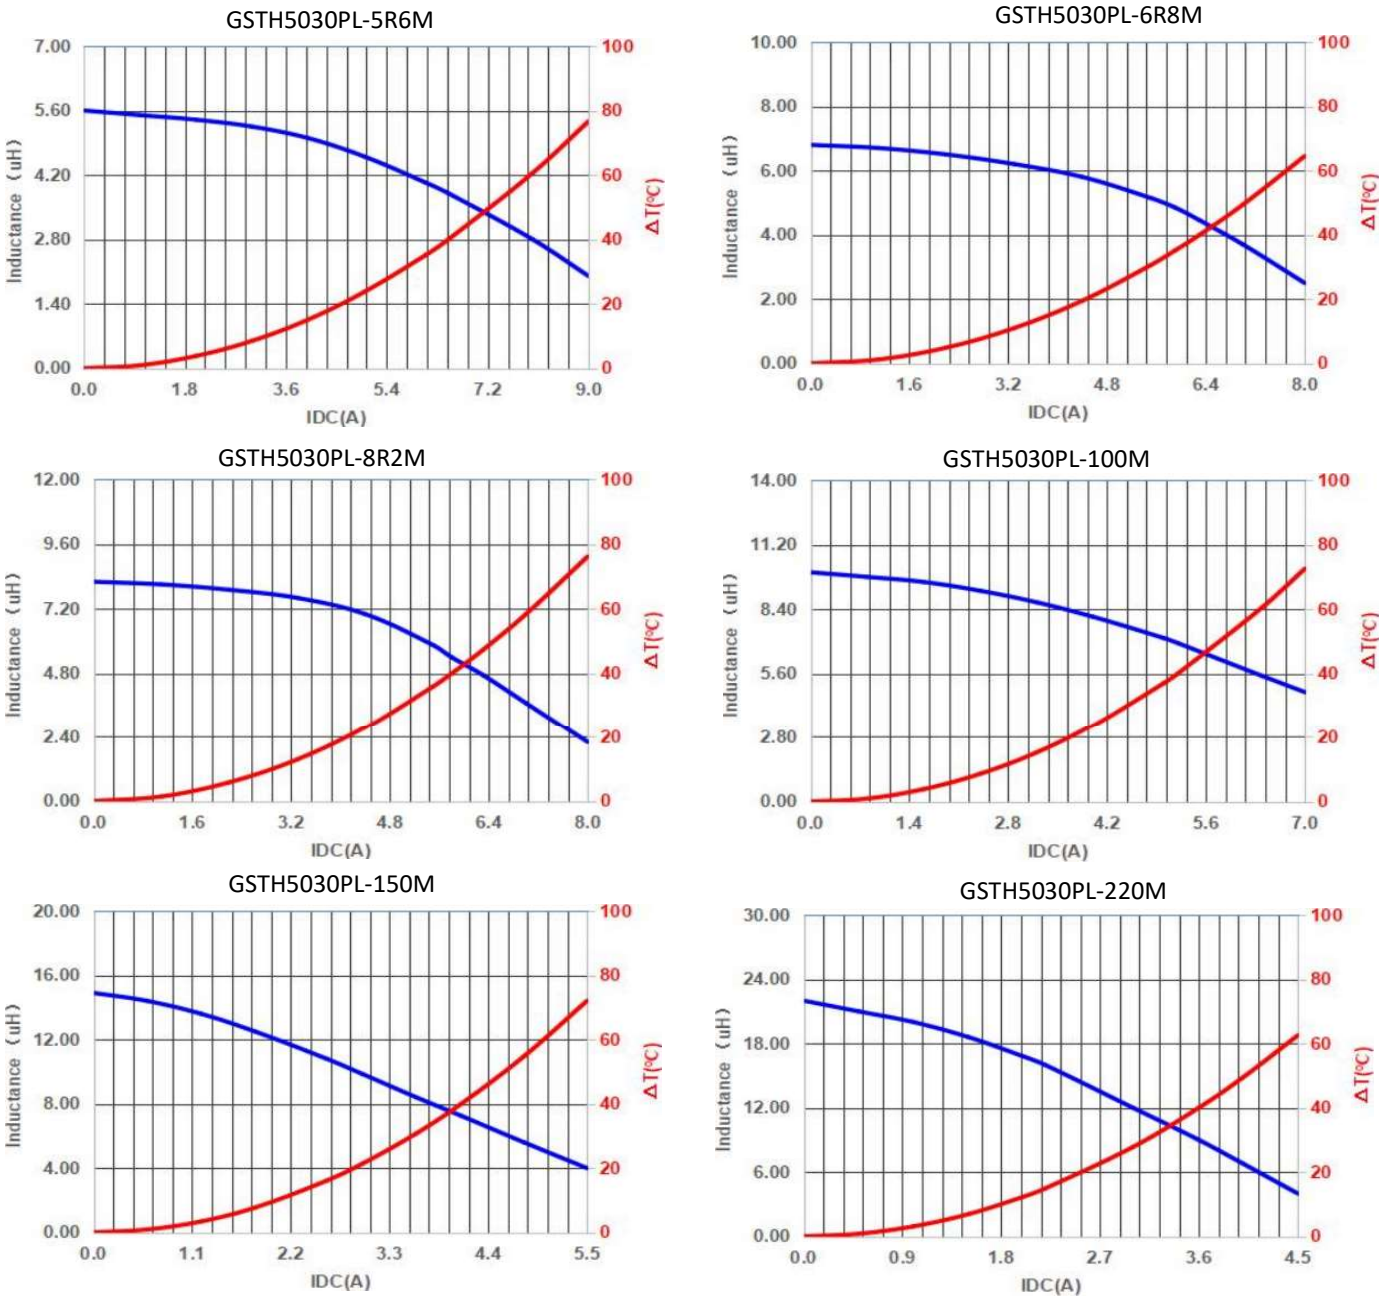 GSTH5030PL-5R6M
7.00
5.60
4.20
2.80
1.40
0.00
Inductance (uH)
100
80
60
40
20
0
ΔT(℃)
0.0 1.8 3.6 5.4 7.2 9.0
IDC(A)
GSTH5030PL-6R8M
10.00
8.00
6.00
4.00
2.00
0.00
Inductance (uH)
100
80
60
40
20
0
ΔT(℃)
0.0 1.6 3.2 4.8 6.4 8.0
IDC(A)
GSTH5030PL-8R2M
12.00
9.60
7.20
4.80
2.40
0.00
Inductance (uH)
100
80
60
40
20
0
ΔT(℃)
0.0 1.6 3.2 4.8 6.4 8.0
IDC(A)
GSTH5030PL-100M
14.00
11.20
8.40
5.60
2.80
0.00
Inductance (uH)
100
80
60
40
20
0
ΔT(℃)
0.0 1.4 2.8 4.2 5.6 7.0
IDC(A)
GSTH5030PL-150M
20.00
16.00
12.00
8.00
4.00
0.00
Inductance (uH)
100
80
60
40
20
0
ΔT(℃)
0.0 1.1 2.2 3.3 4.4 5.5
IDC(A)
GSTH5030PL-220M
30.00
24.00
18.00
12.00
6.00
0.00
Inductance (uH)
100
80
60
40
20
0
ΔT(℃)
0.0 0.9 1.8 2.7 3.6 4.5
IDC(A)